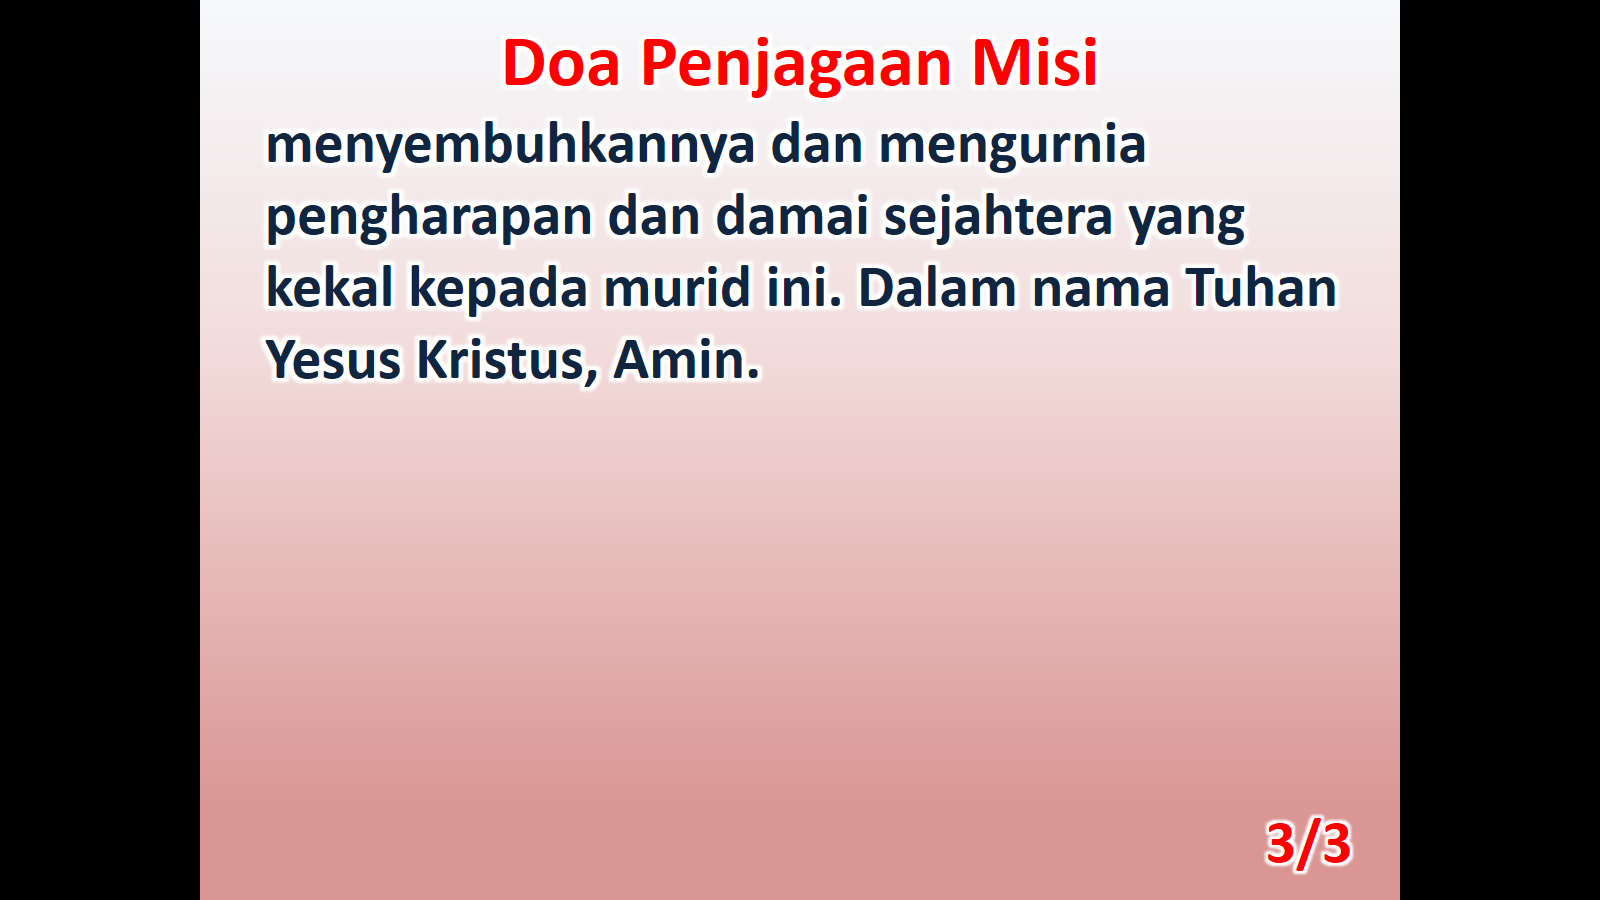 Doa Penjagaan Misi
menyembuhkannya dan mengurnia
pengharapan dan damai sejahtera yang
kekal kepada murid ini. Dalam nama Tuhan
Yesus Kristus, Amin.
3/3